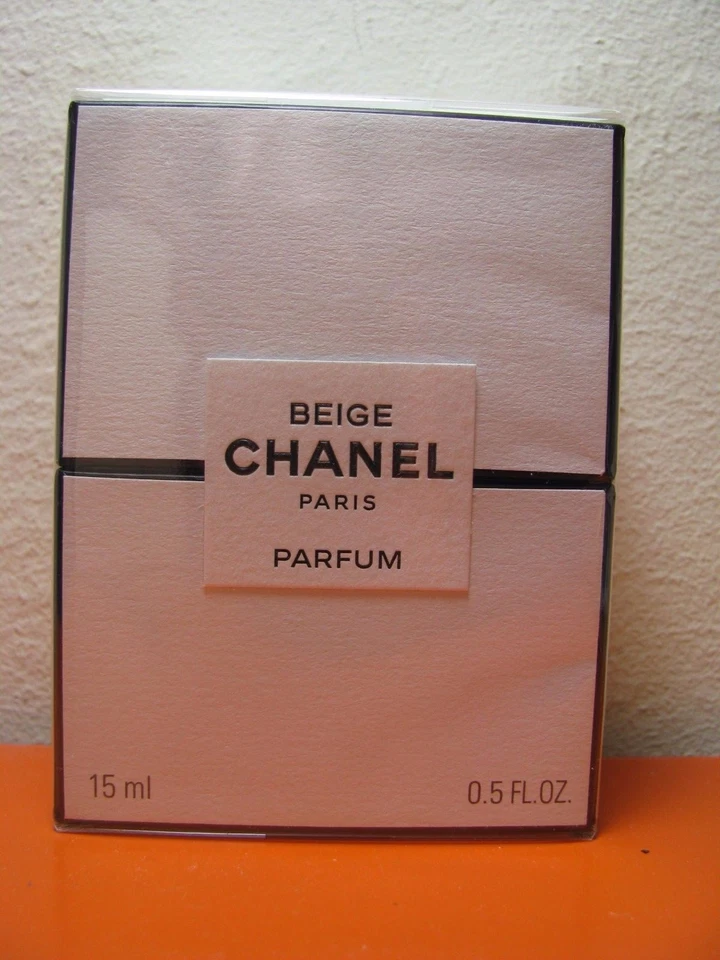 BEIGE
CHANEL
PARIS
PARFUM
15 ml
0.5 FL.OZ.